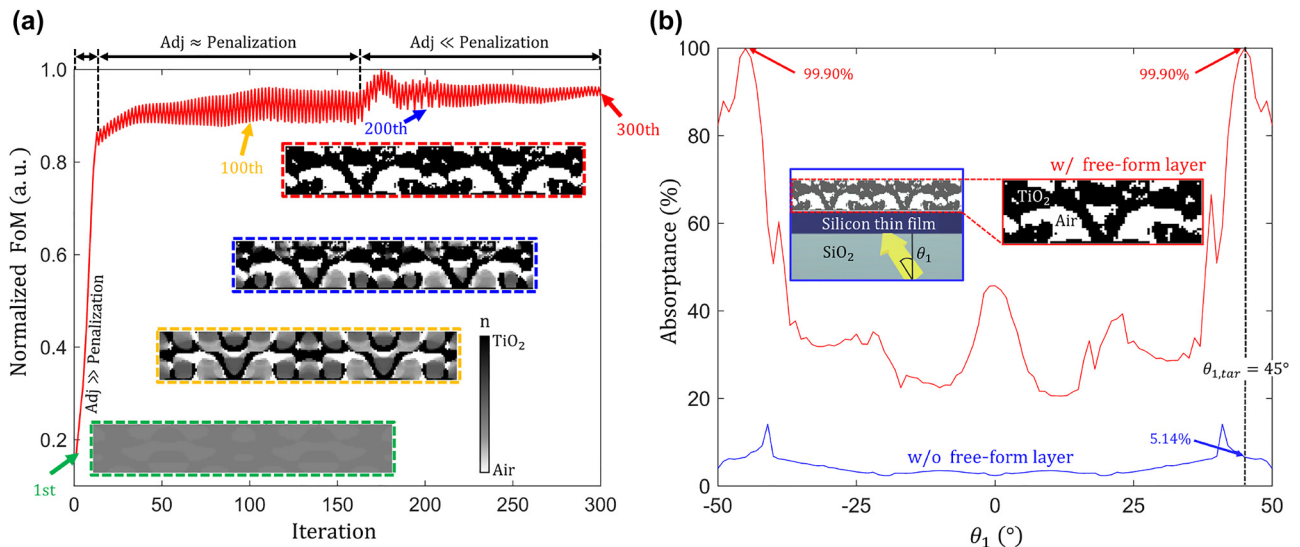 (a)
Adj ≈ Penalization
Adj ≪ Penalization
1.0
0.8
0.6
0.4
0.2
Normalized FoM (a. u.)
Adj ≫ Penalization
100th
200th
300th
1st
n
TiO₂
Air
0
50
100
150
200
250
300
Iteration
(b)
100
80
60
40
20
0
Absorptance (%)
99.90%
99.90%
w/ free-form layer
TiO₂
Air
Silicon thin film
SiO₂
θ₁
θ₁,tar = 45°
5.14%
w/o free-form layer
-50
-25
0
25
50
θ₁ (°)